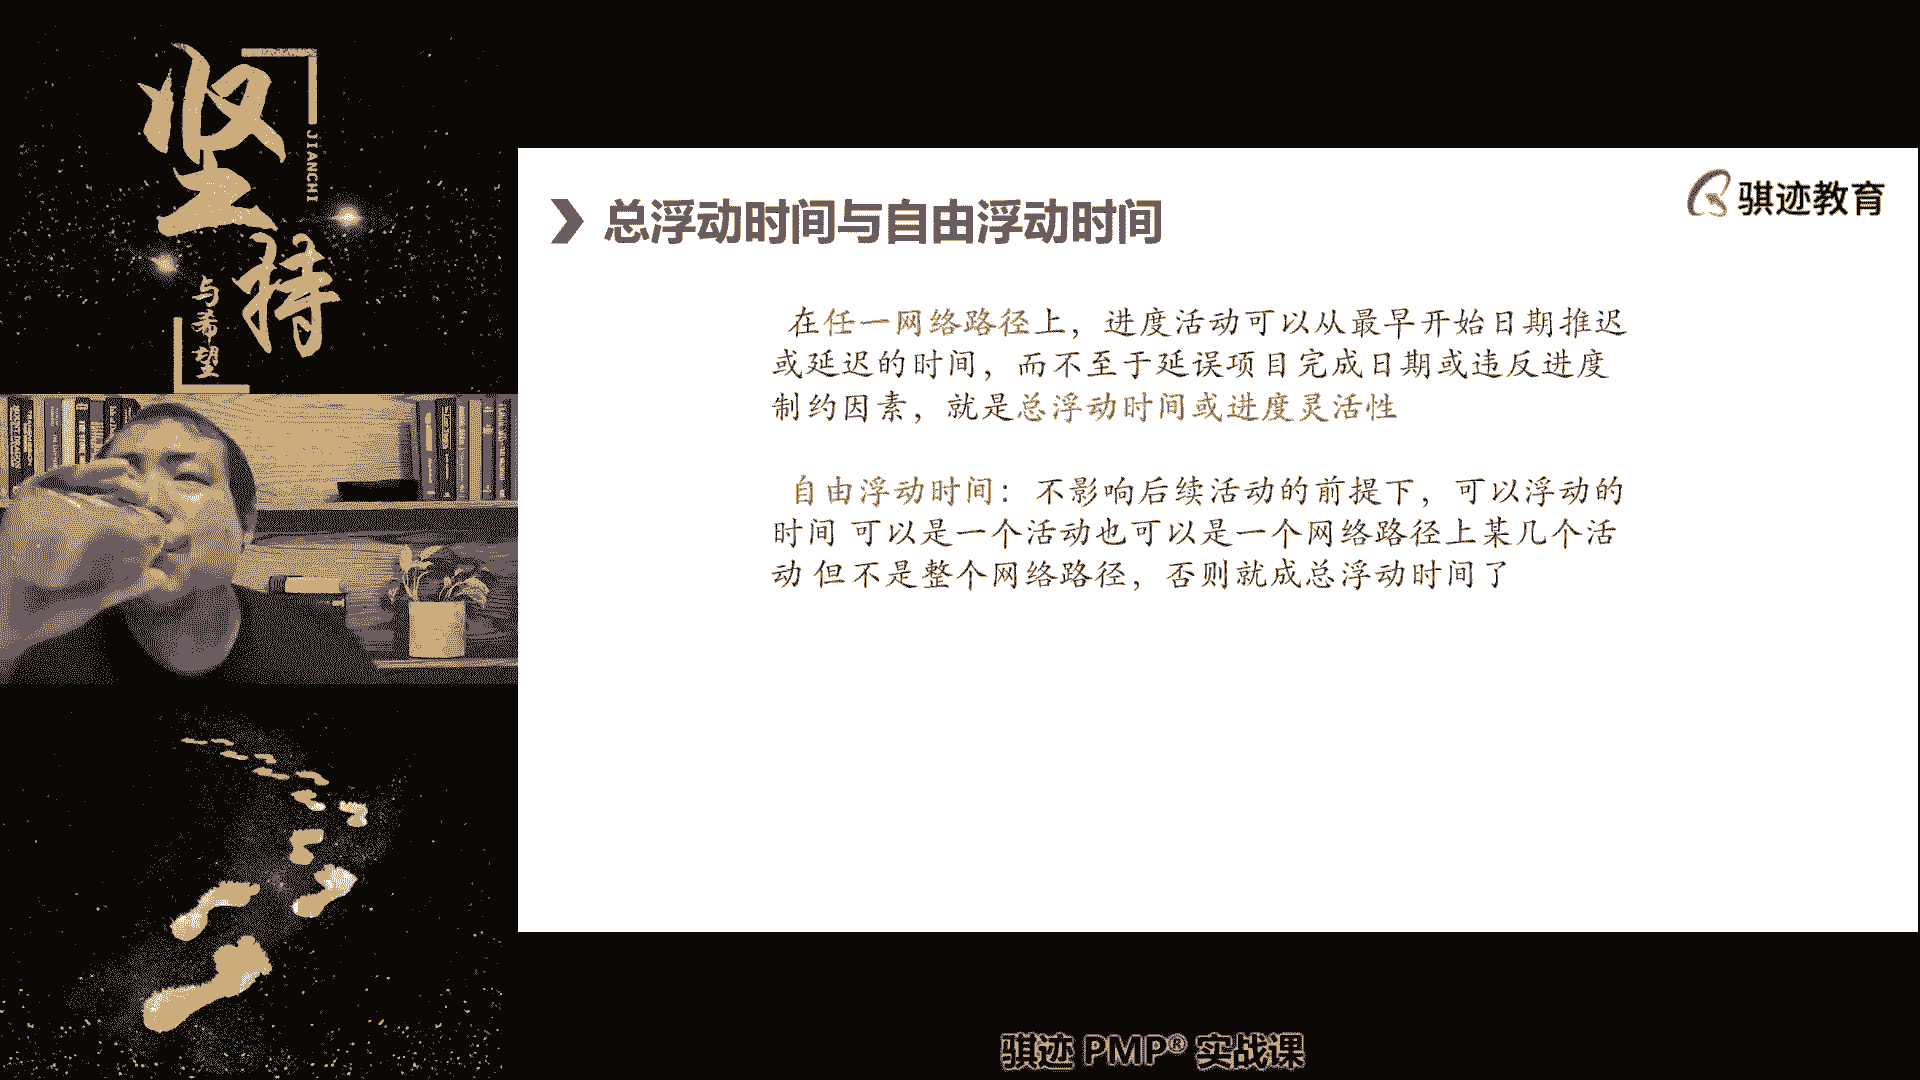 坚持
JIANCHI
与希望
骐迹教育
总浮动时间与自由浮动时间
在任一网络路径上，进度活动可以从最早开始日期推迟
或延迟的时间，而不至于延误项目完成日期或违反进度
制约因素，就是总浮动时间或进度灵活性
自由浮动时间：不影响后续活动的前提下，可以浮动的
时间 可以是一个活动也可以是一个网络路径上某几个活
动 但不是整个网络路径，否则就成总浮动时间了
骐迹 PMP® 实战课